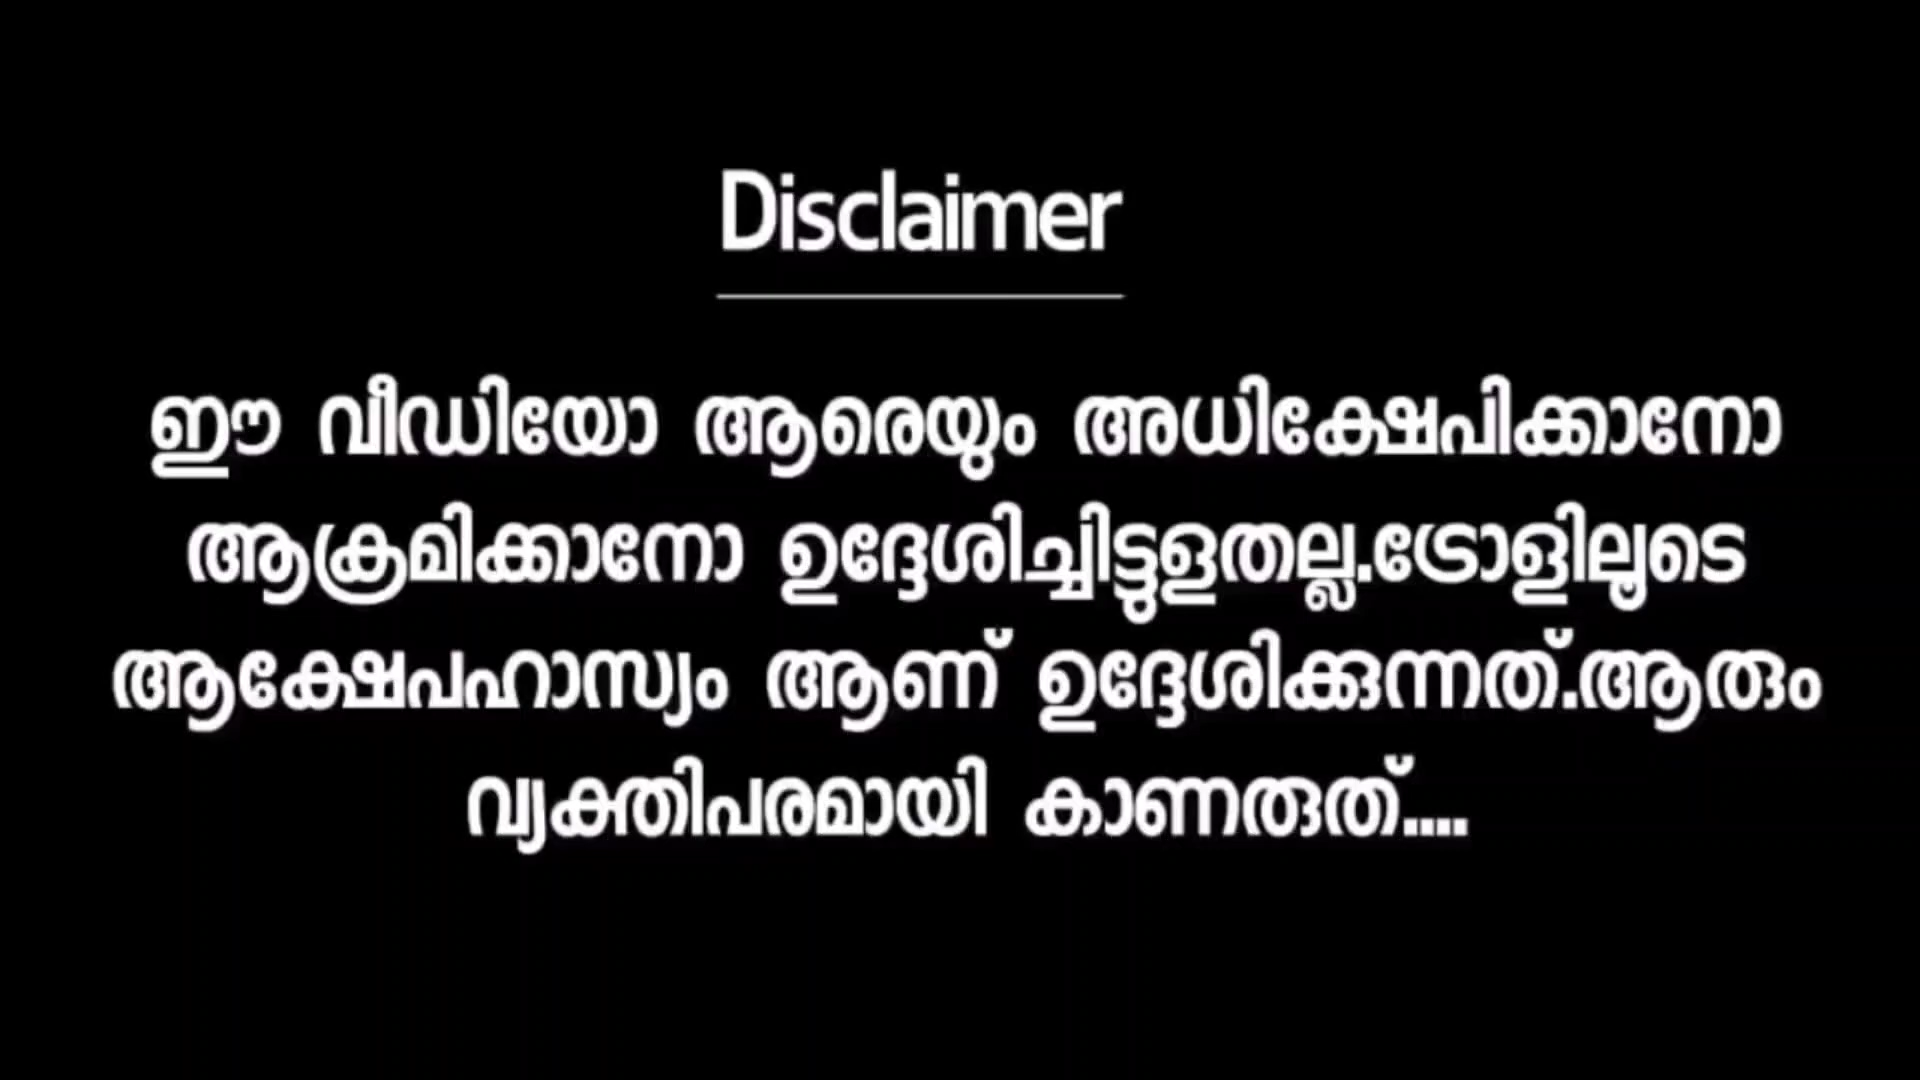 Disclaimer
ഈ വീഡിയോ ആരെയും അധിക്ഷേപിക്കാനോ
ആക്രമിക്കാനോ ഉദ്ദേശിച്ചിട്ടുളതല്ല.ട്രോളിലൂടെ
ആക്ഷേപഹാസ്യം ആണ് ഉദ്ദേശിക്കുന്നത്.ആരും
വ്യക്തിപരമായി കാണരുത്....